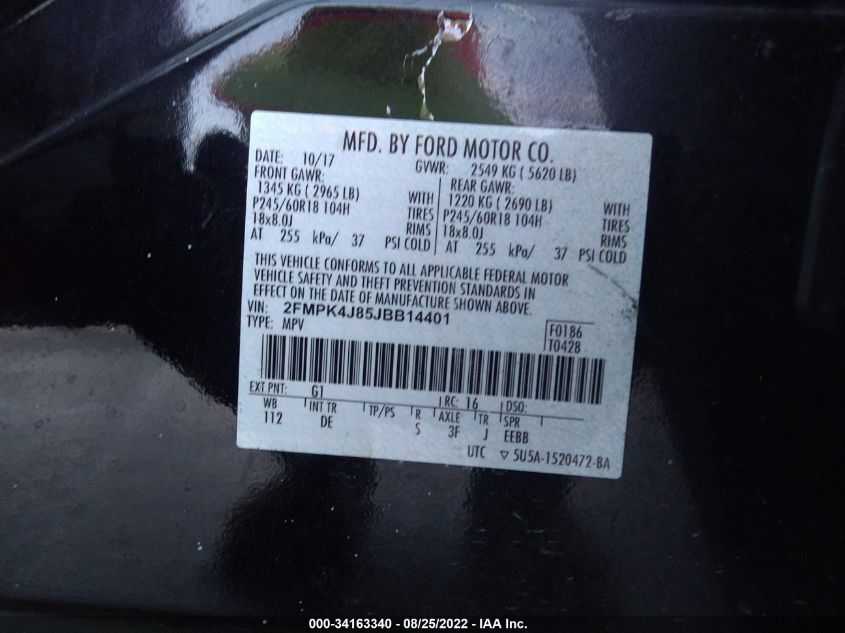 MFD. BY FORD MOTOR CO.
DATE: 10/17 GVWR: 2549 KG ( 5620 LB)
FRONT GAWR: REAR GAWR:
1345 KG ( 2965 LB) WITH 1220 KG ( 2690 LB) WITH
P245/60R18 104H TIRES P245/60R18 104H TIRES
18x8.0J RIMS 18x8.0J RIMS
AT 255 kPa/ 37 PSI COLD AT 255 kPa/ 37 PSI COLD
THIS VEHICLE CONFORMS TO ALL APPLICABLE FEDERAL MOTOR
VEHICLE SAFETY AND THEFT PREVENTION STANDARDS IN
EFFECT ON THE DATE OF MANUFACTURE SHOWN ABOVE.
VIN: 2FMPK4J85JBB14401
TYPE: MPV
F0186
T0428
EXT PNT: G1 RC: 16 DSO:
WB INT TR TP/PS R AXLE TR SPR
112 DE S 3F J EEBB
UTC ▽ 5U5A-1520472-BA
000-34163340 - 08/25/2022 - IAA Inc.